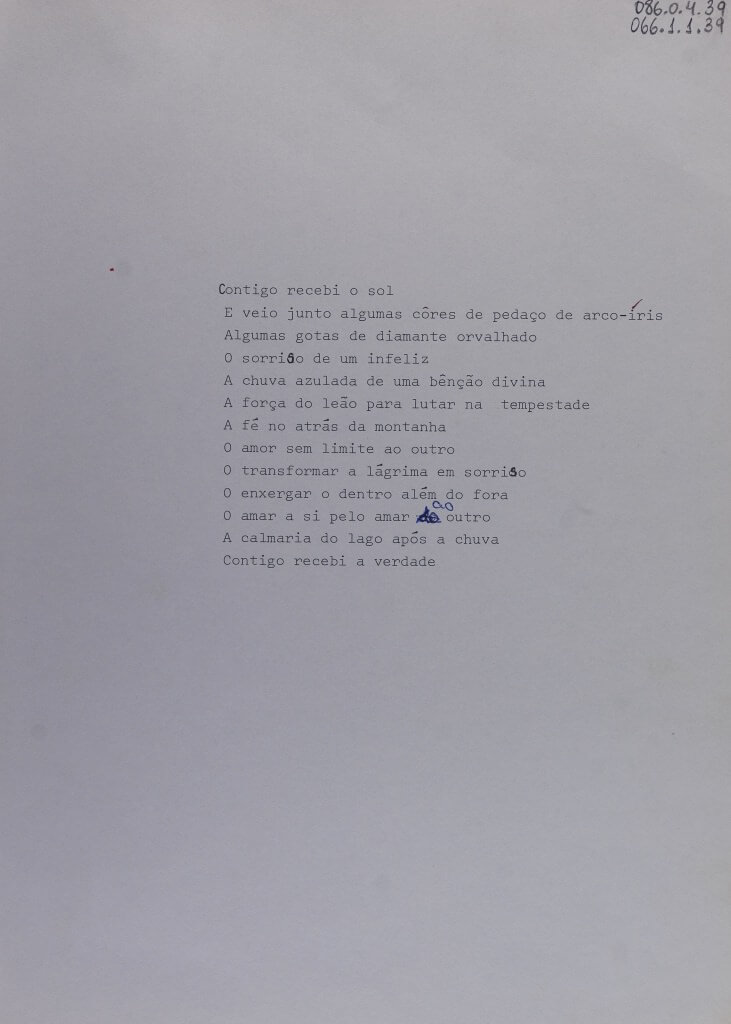 086.0.4.39
066.1.1.39
Contigo recebi o sol
E veio junto algumas côres de pedaço de arco-íris
Algumas gotas de diamante orvalhado
O sorriso de um infeliz
A chuva azulada de uma bênção divina
A força do leão para lutar na tempestade
A fé no atrás da montanha
O amor sem limite ao outro
O transformar a lágrima em sorriso
O enxergar o dentro além do fora
O amar a si pelo amar ao outro
A calmaria do lago após a chuva
Contigo recebi a verdade